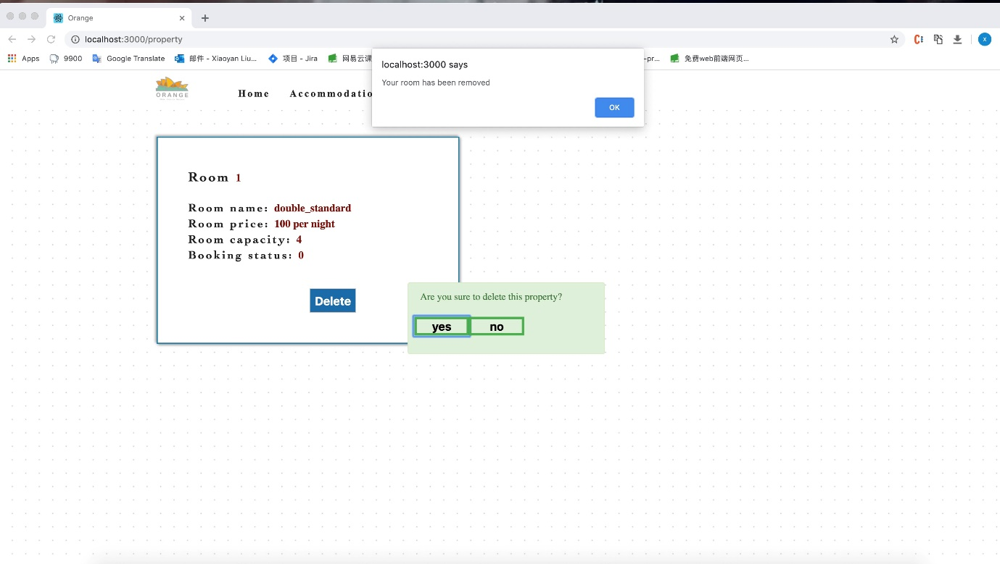 Orange
localhost:3000/property
Apps
9900
Google Translate
邮件 - Xiaoyan Liu...
项目 - Jira
网易云课
-pr...
免费web前端网页...
X
localhost:3000 says
Your room has been removed
OK
ORANGE
Home
Accommodatio
Room 1
Room name: double_standard
Room price: 100 per night
Room capacity: 4
Booking status: 0
Delete
Are you sure to delete this property?
yes
no